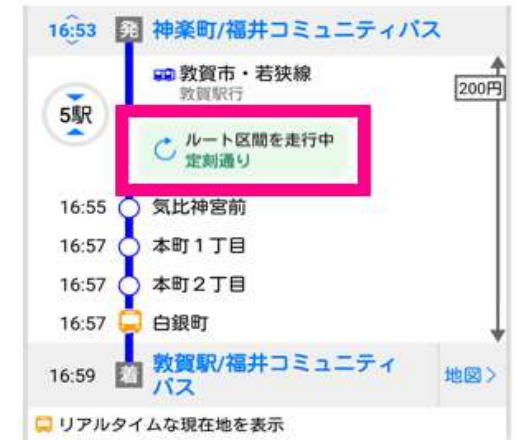 16:53 発 神楽町/福井コミュニティバス
敦賀市・若狭線
敦賀駅行
200円
5駅
ルート区間を走行中
定刻通り
16:55 気比神宮前
16:57 本町1丁目
16:57 本町2丁目
16:57 白銀町
16:59 着 敦賀駅/福井コミュニティ
バス
地図>
リアルタイムな現在地を表示